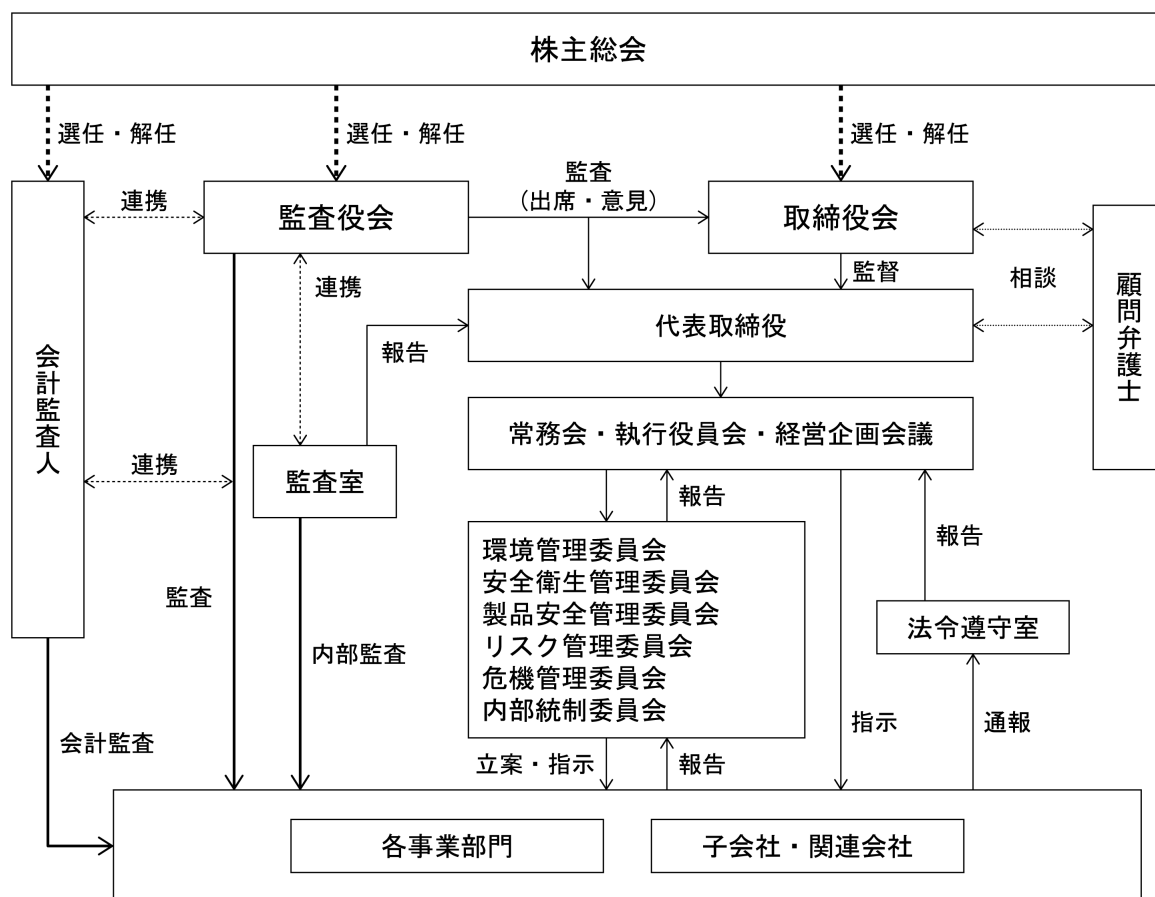 株主総会
選任・解任
選任・解任
選任・解任
監査
(出席・意見)
連携
監査役会
取締役会
連携
監督
相談
顧問弁護士
代表取締役
報告
会計監査人
常務会・執行役員会・経営企画会議
連携
監査室
報告
報告
環境管理委員会
安全衛生管理委員会
製品安全管理委員会
リスク管理委員会
危機管理委員会
内部統制委員会
監査
法令遵守室
内部監査
会計監査
指示
通報
立案・指示
報告
各事業部門
子会社・関連会社